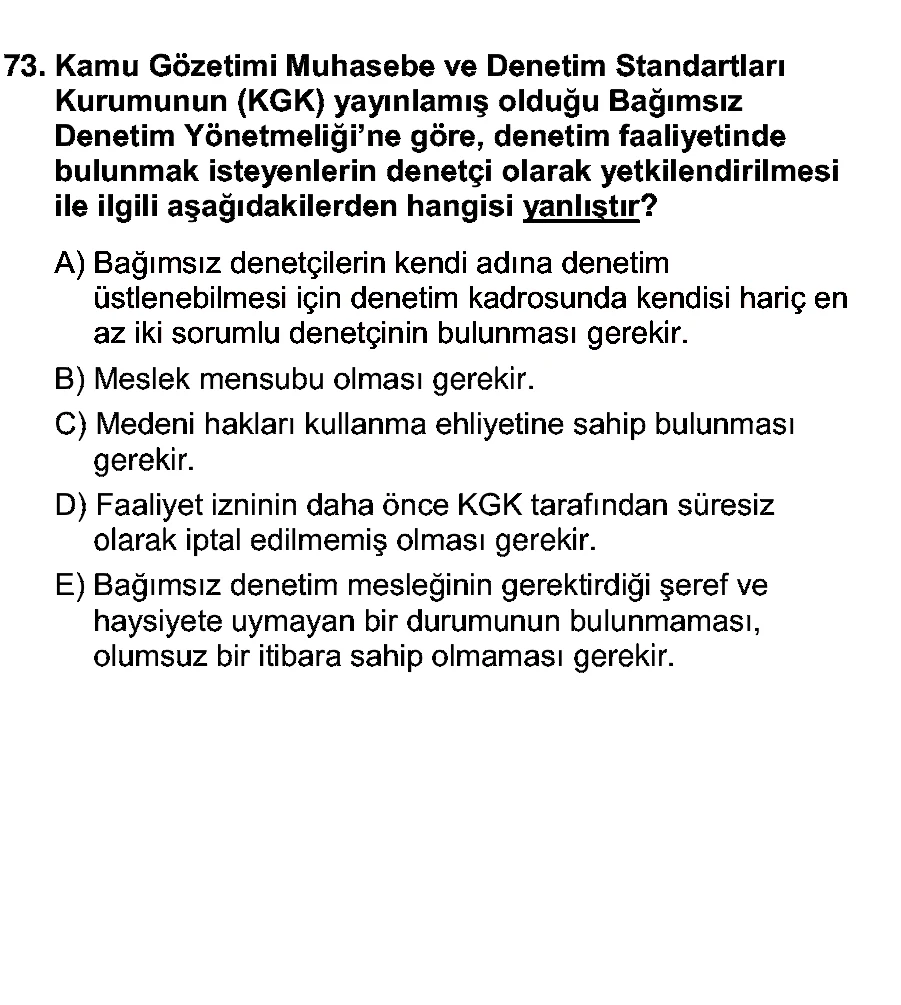 73. Kamu Gözetimi Muhasebe ve Denetim Standartları
Kurumunun (KGK) yayınlamış olduğu Bağımsız
Denetim Yönetmeliği’ne göre, denetim faaliyetinde
bulunmak isteyenlerin denetçi olarak yetkilendirilmesi
ile ilgili aşağıdakilerden hangisi yanlıştır?
A) Bağımsız denetçilerin kendi adına denetim
üstlenebilmesi için denetim kadrosunda kendisi hariç en
az iki sorumlu denetçinin bulunması gerekir.
B) Meslek mensubu olması gerekir.
C) Medeni hakları kullanma ehliyetine sahip bulunması
gerekir.
D) Faaliyet izninin daha önce KGK tarafından süresiz
olarak iptal edilmemiş olması gerekir.
E) Bağımsız denetim mesleğinin gerektirdiği şeref ve
haysiyete uymayan bir durumunun bulunmaması,
olumsuz bir itibara sahip olmaması gerekir.